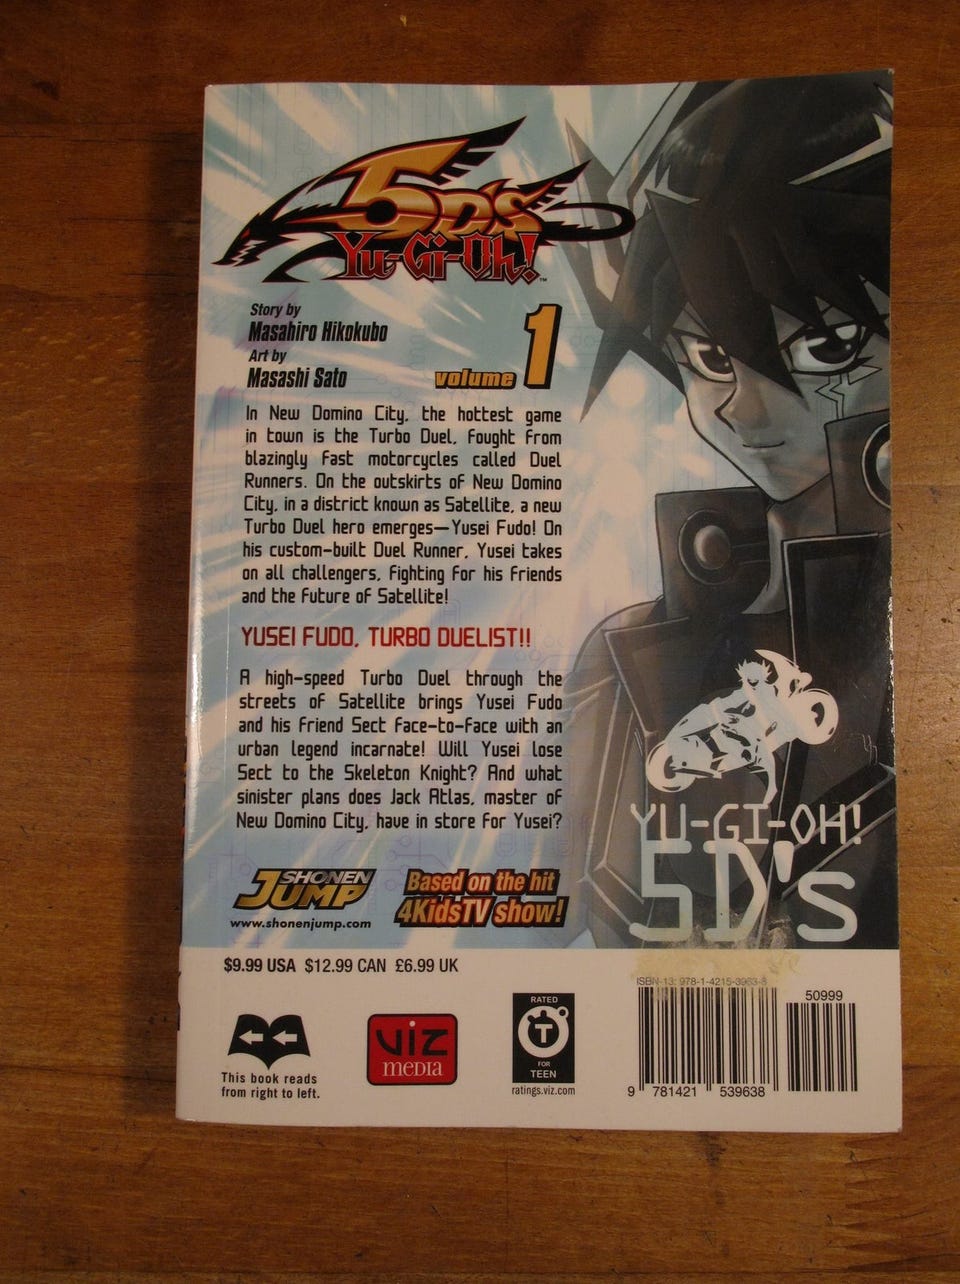 5D's
Yu-Gi-Oh!™
Story by
Masahiro Hikokubo
Art by
Masashi Sato
volume 1
In New Domino City, the hottest game
in town is the Turbo Duel, fought from
blazingly fast motorcycles called Duel
Runners. On the outskirts of New Domino
City, in a district known as Satellite, a new
Turbo Duel hero emerges—Yusei Fudo! On
his custom-built Duel Runner, Yusei takes
on all challengers, fighting for his friends
and the future of Satellite!
YUSEI FUDO, TURBO DUELIST!!
A high-speed Turbo Duel through the
streets of Satellite brings Yusei Fudo
and his friend Sect face-to-face with an
urban legend incarnate! Will Yusei lose
Sect to the Skeleton Knight? And what
sinister plans does Jack Atlas, master of
New Domino City, have in store for Yusei?
YU-GI-OH!
5D's
SHONEN
JUMP
www.shonenjump.com
Based on the hit
4KidsTV show!
$9.99 USA $12.99 CAN £6.99 UK
This book reads
from right to left.
VIZ
MEDIA
RATED
T
FOR
TEEN
ratings.viz.com
ISBN-13: 978-1-4215-3963-8
50999
9 781421 539638